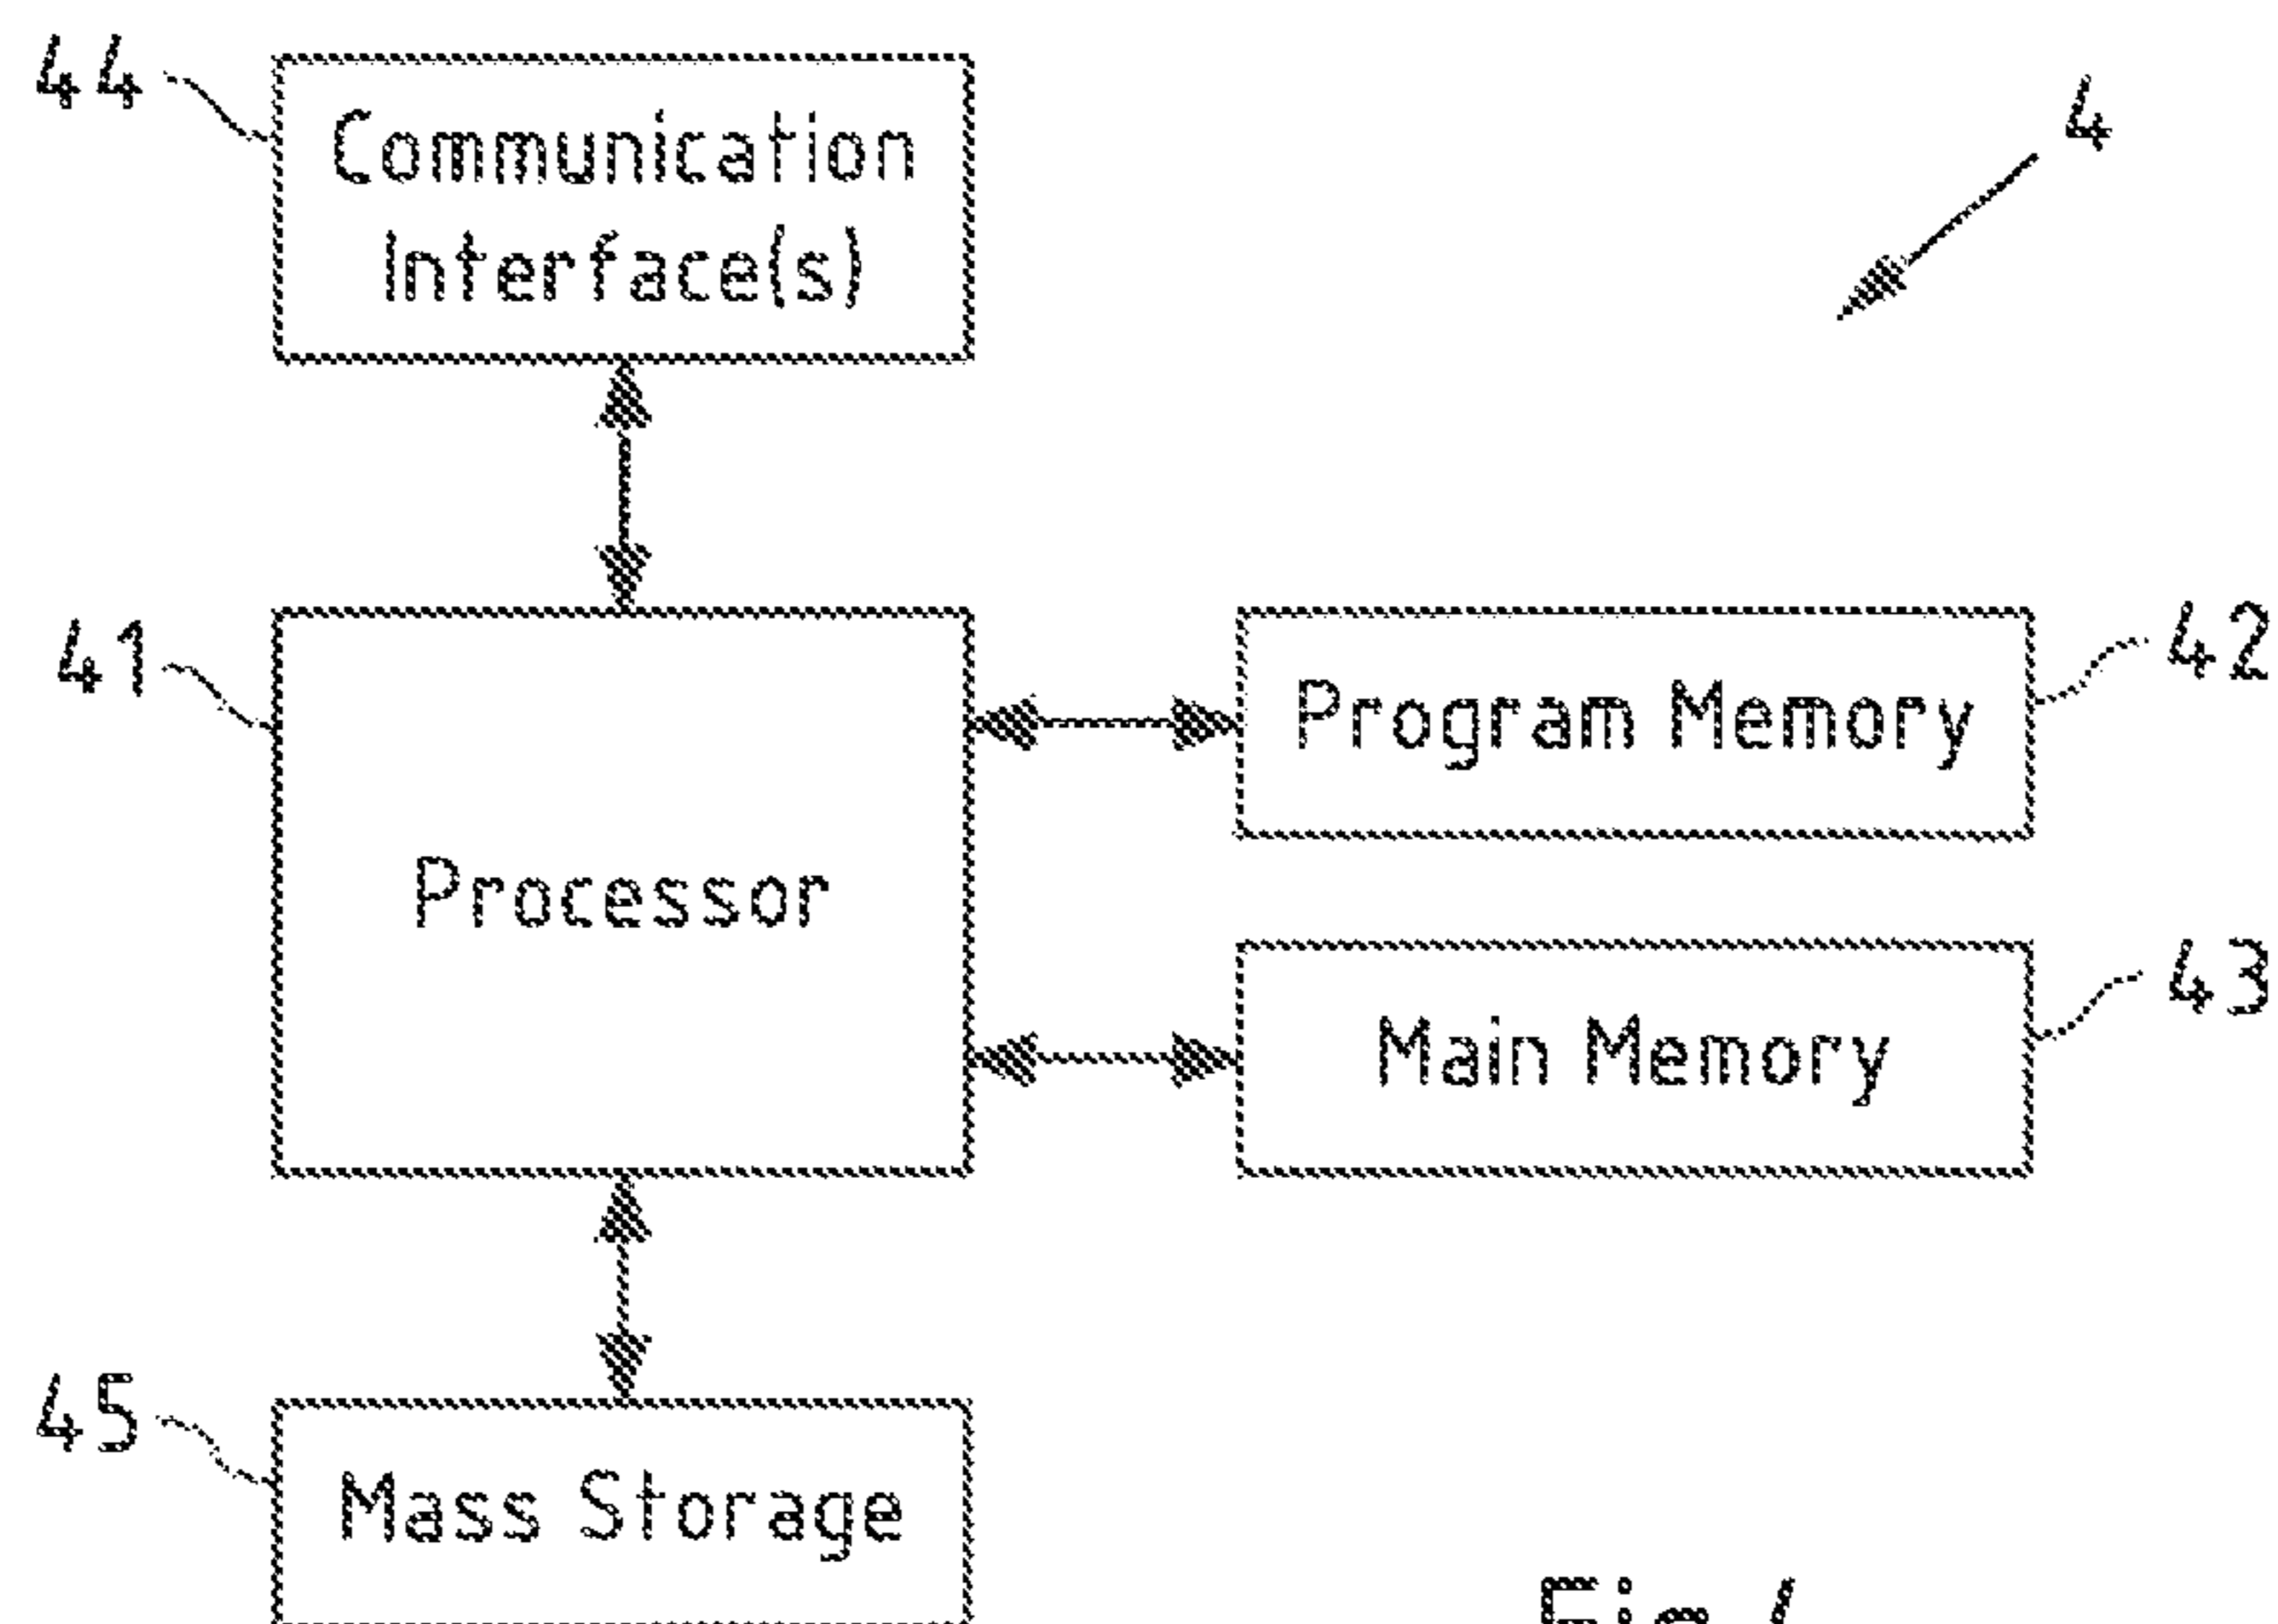 44
Communication
Interface(s)
4
41
Processor
Program Memory
42
Main Memory
43
45
Mass Storage